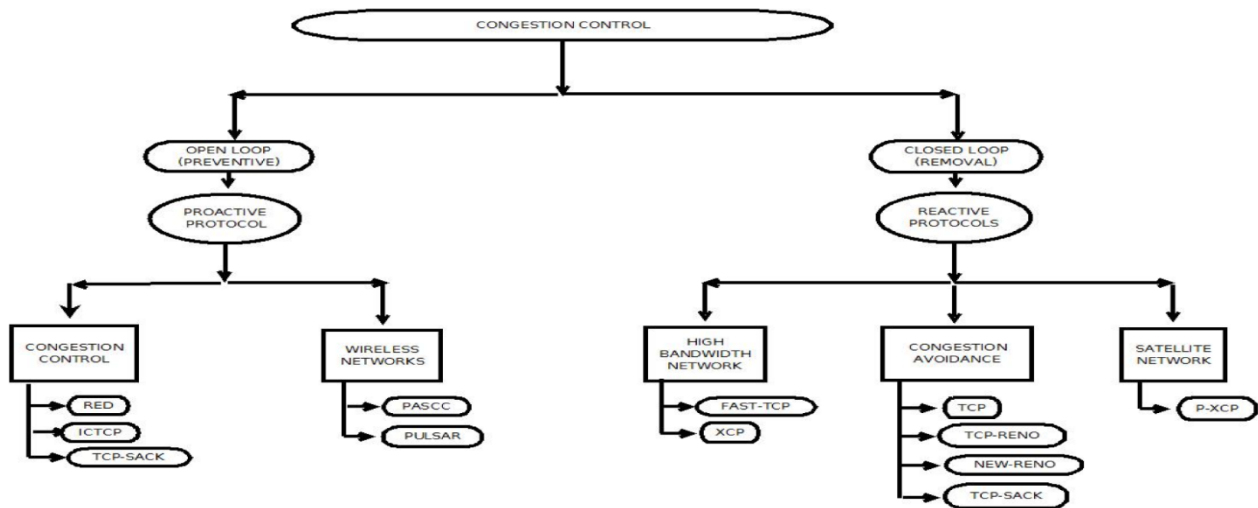 CONGESTION CONTROL
OPEN LOOP
(PREVENTIVE)
CLOSED LOOP
(REMOVAL)
PROACTIVE
PROTOCOL
REACTIVE
PROTOCOLS
CONGESTION
CONTROL
WIRELESS
NETWORKS
HIGH
BANDWIDTH
NETWORK
CONGESTION
AVOIDANCE
SATELLITE
NETWORK
RED
ICTCP
TCP-SACK
PASCC
PULSAR
FAST-TCP
XCP
TCP
TCP-RENO
NEW-RENO
TCP-SACK
P-XCP